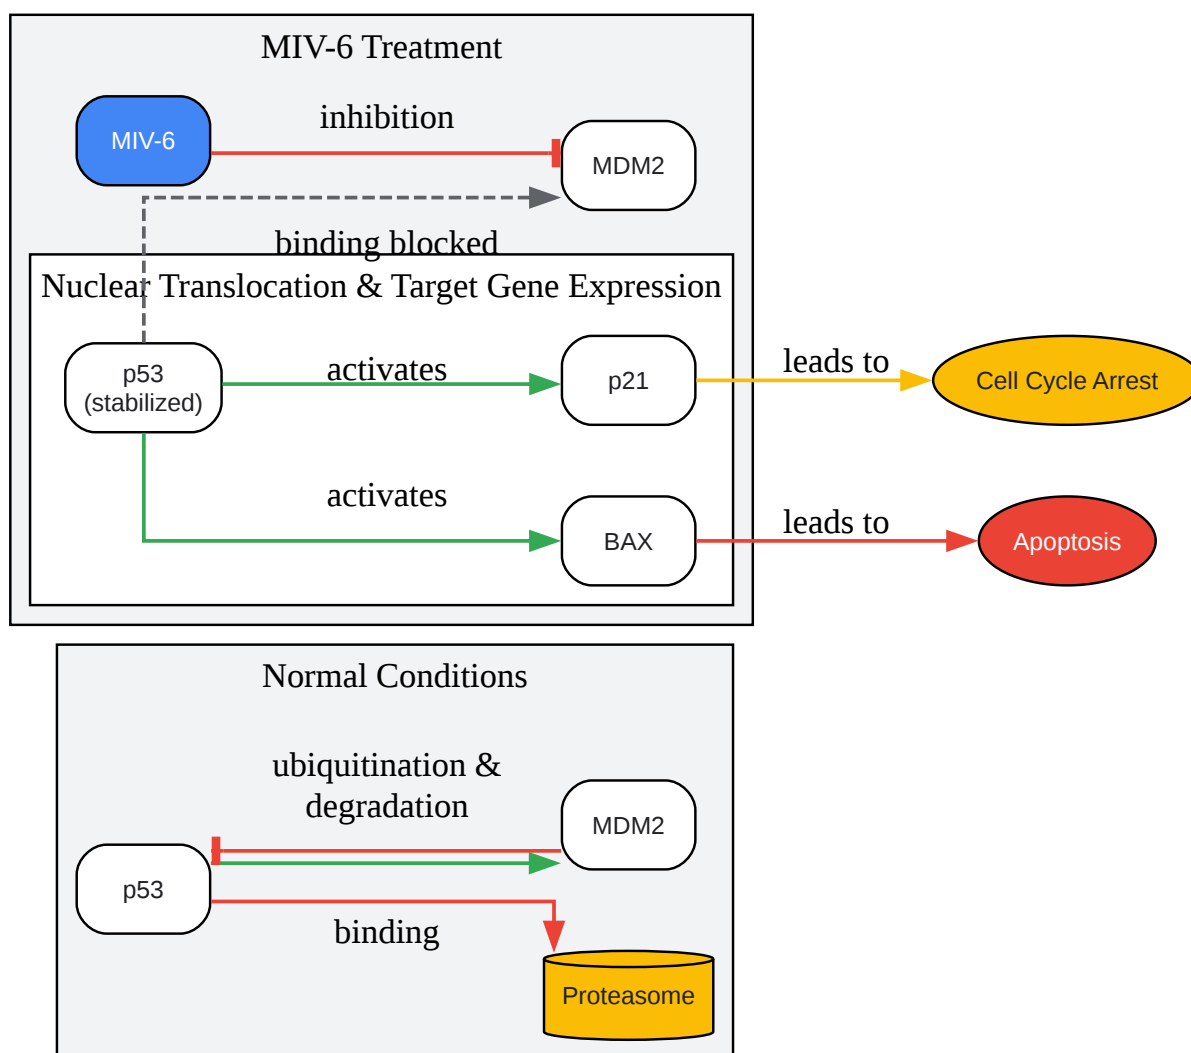 MIV-6 Treatment
inhibition
MIV-6
MDM2
binding blocked
Nuclear Translocation & Target Gene Expression
p53
(stabilized)
activates
p21
leads to
Cell Cycle Arrest
activates
BAX
leads to
Apoptosis
Normal Conditions
ubiquitination &
degradation
MDM2
p53
binding
Proteasome